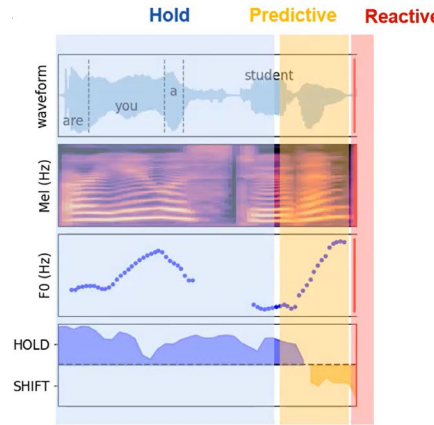 Hold Predictive Reactive
waveform
are you a student
Mel (Hz)
F0 (Hz)
HOLD
SHIFT